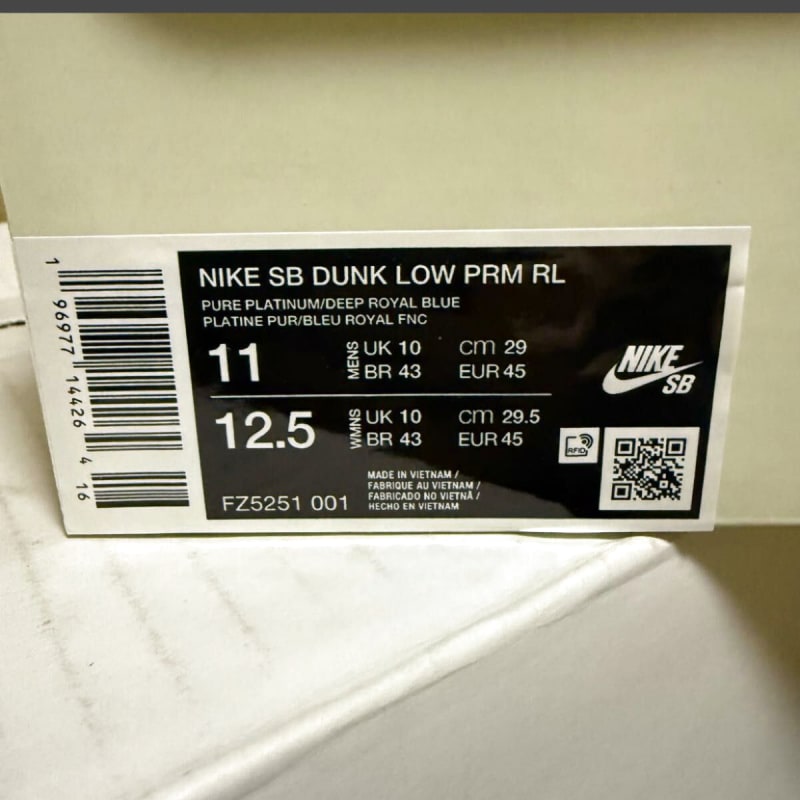 NIKE SB DUNK LOW PRM RL
PURE PLATINUM/DEEP ROYAL BLUE
PLATINE PUR/BLEU ROYAL FNC
11 MENS UK 10 cm 29
BR 43 EUR 45
12.5 WMNS UK 10 cm 29.5
BR 43 EUR 45
NIKE
SB
RFID
FZ5251 001
MADE IN VIETNAM /
FABRIQUE AU VIETNAM /
FABRICADO NO VIETNÃ /
HECHO EN VIETNAM
1 96977 14426 4 16